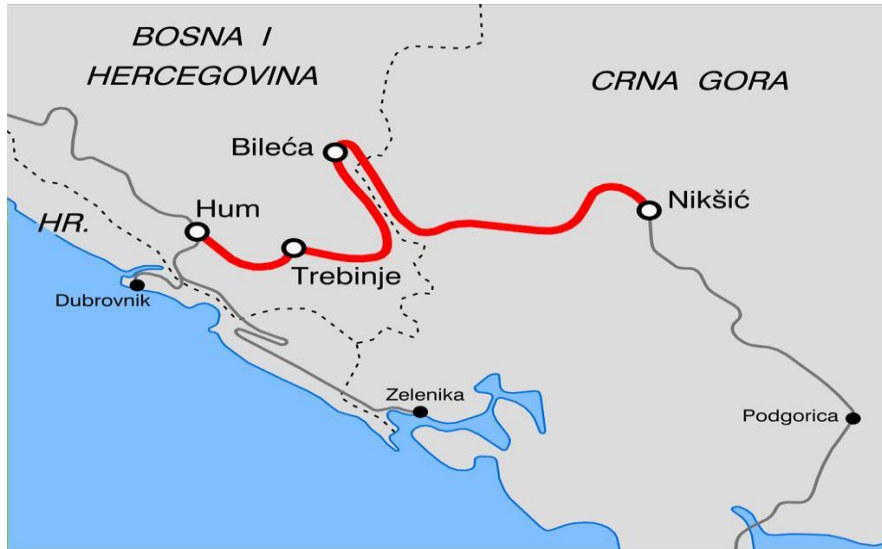 BOSNA I
HERCEGOVINA
CRNA GORA
Bileća
Hum
Nikšić
HR.
Trebinje
Dubrovnik
Zelenika
Podgorica